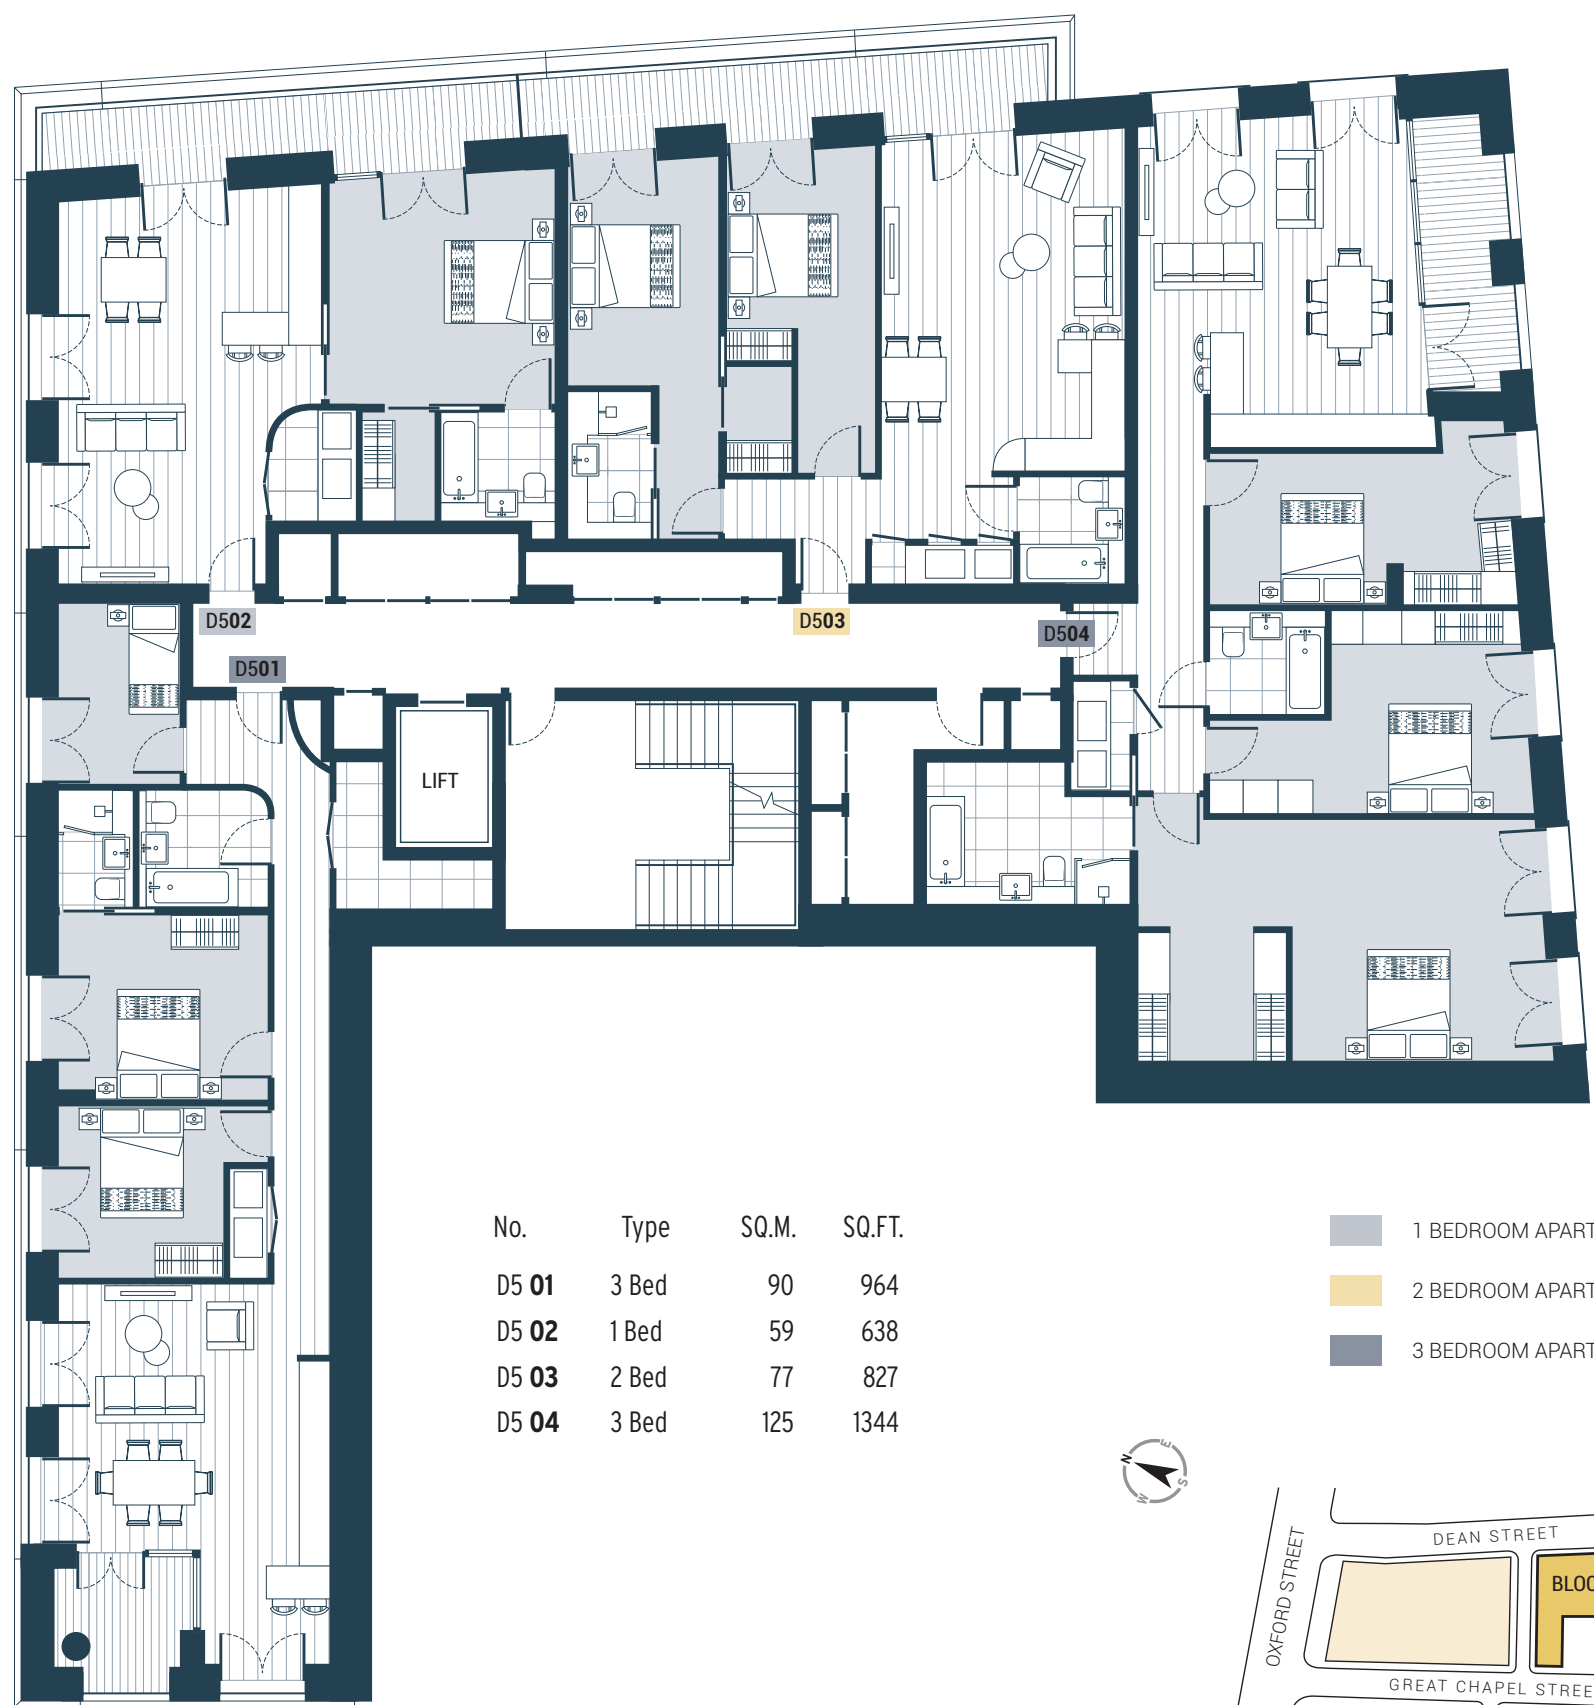 D502
D503
D504
D501
LIFT
No. Type SQ.M. SQ.FT.
D5 01 3 Bed 90 964
D5 02 1 Bed 59 638
D5 03 2 Bed 77 827
D5 04 3 Bed 125 1344
1 BEDROOM APART
2 BEDROOM APART
3 BEDROOM APART
N
E
S
W
DEAN STREET
OXFORD STREET
BLOC
GREAT CHAPEL STREE